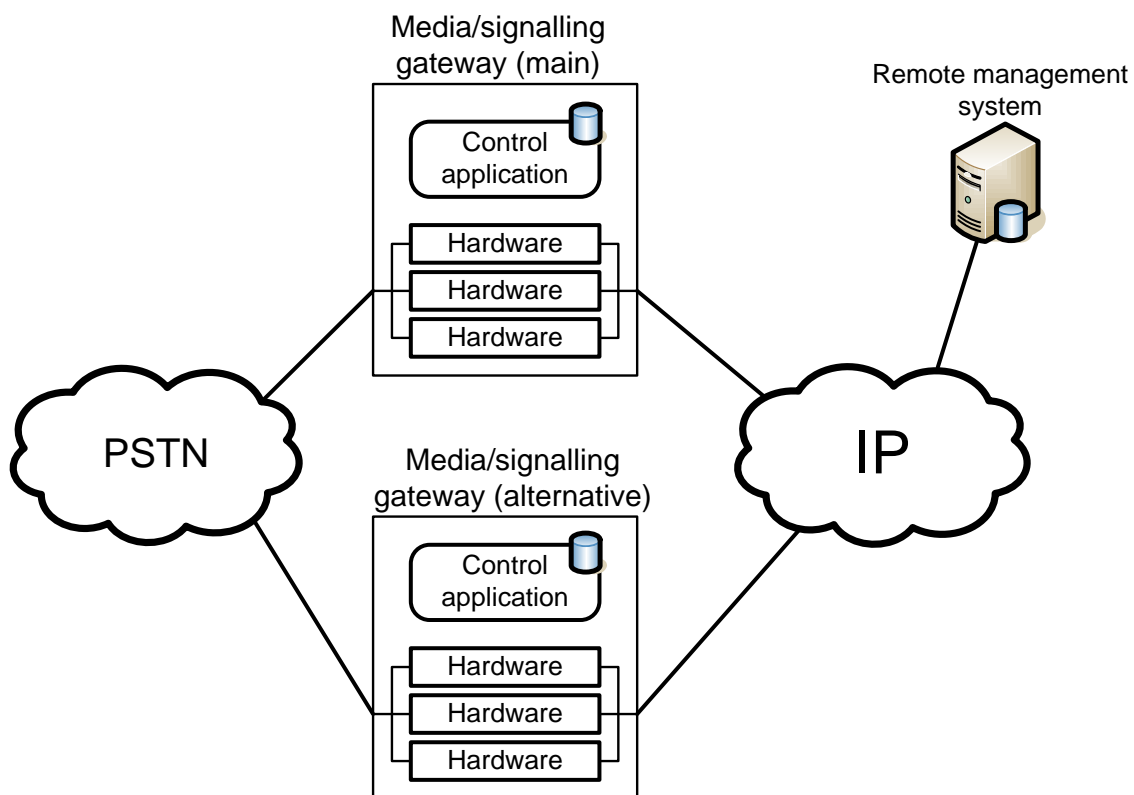 Media/signalling
gateway (main)
Remote management
system
Control
application
Hardware
Hardware
Hardware
PSTN
IP
Media/signalling
gateway (alternative)
Control
application
Hardware
Hardware
Hardware